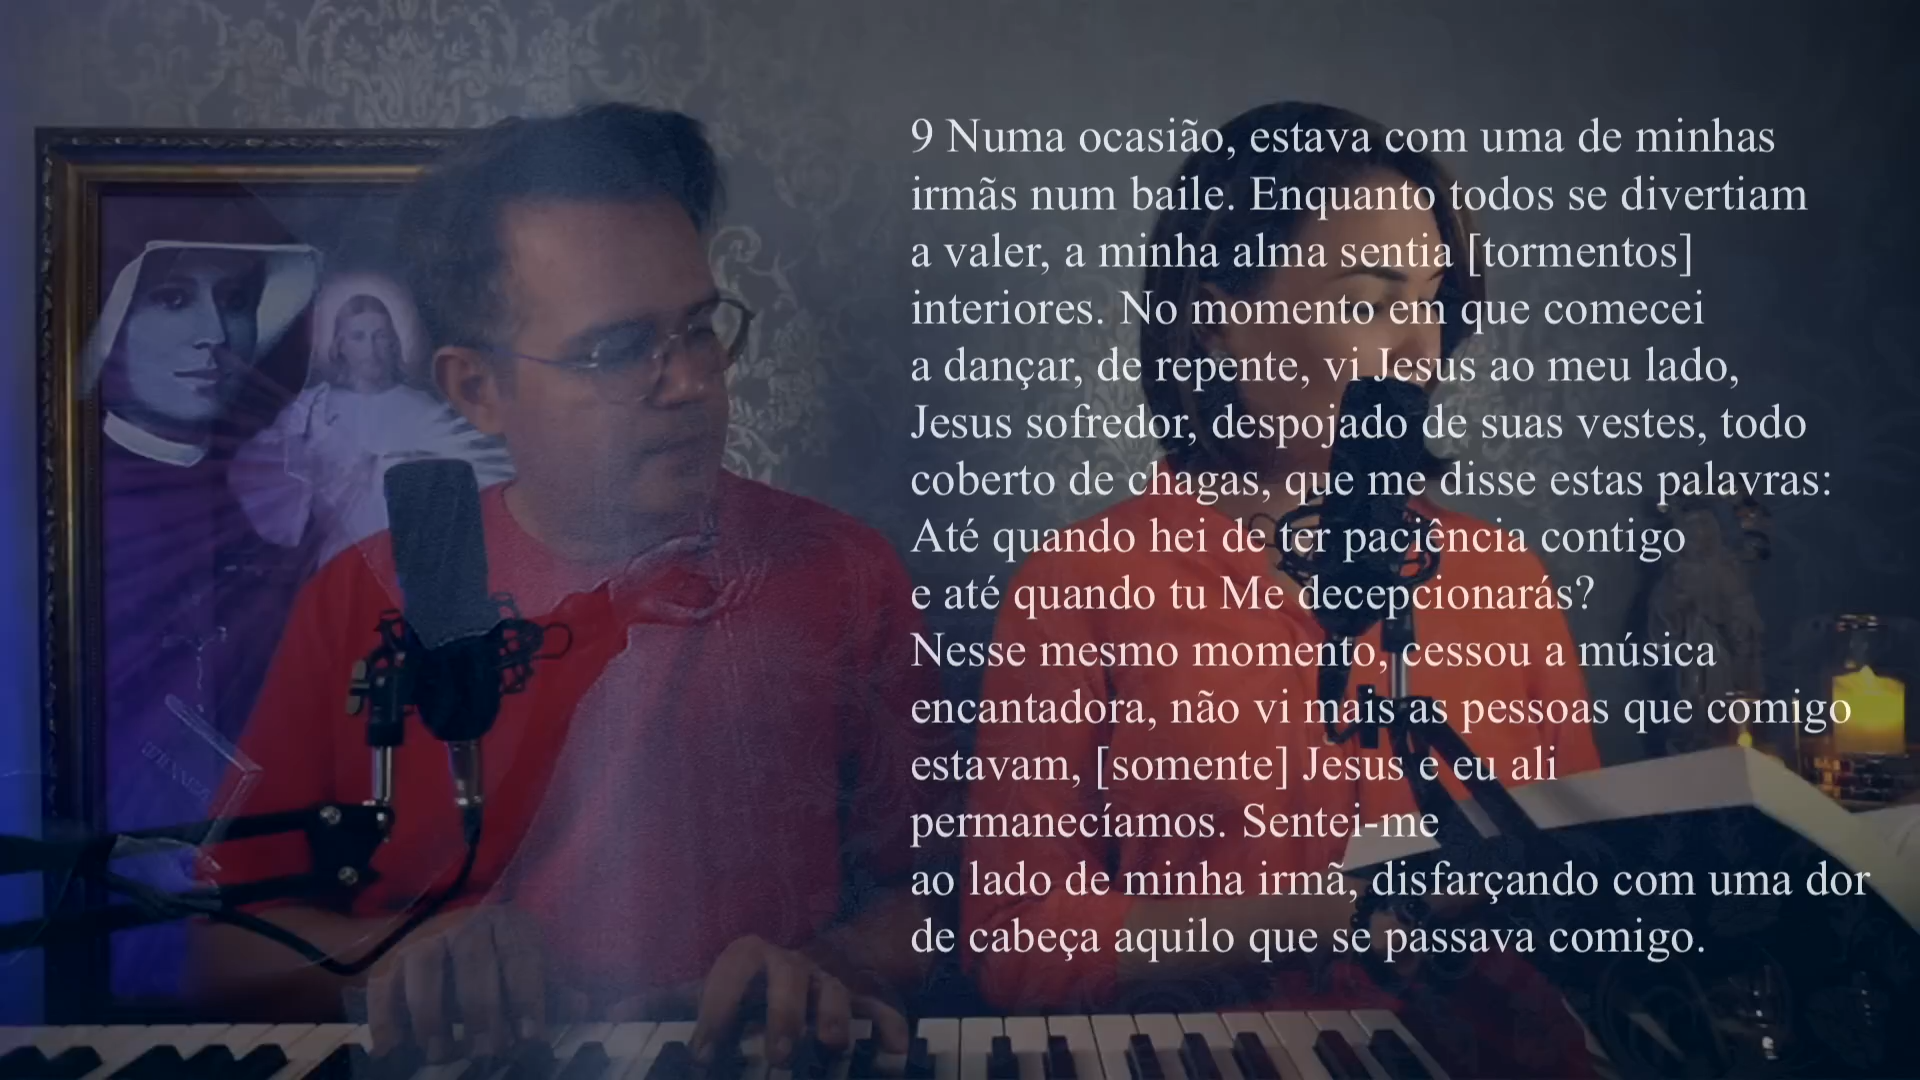 9 Numa ocasião, estava com uma de minhas
irmãs num baile. Enquanto todos se divertiam
a valer, a minha alma sentia [tormentos]
interiores. No momento em que comecei
a dançar, de repente, vi Jesus ao meu lado,
Jesus sofredor, despojado de suas vestes, todo
coberto de chagas, que me disse estas palavras:
Até quando hei de ter paciência contigo
e até quando tu Me decepcionarás?
Nesse mesmo momento, cessou a música
encantadora, não vi mais as pessoas que comigo
estavam, [somente] Jesus e eu ali
permanecíamos. Sentei-me
ao lado de minha irmã, disfarçando com uma dor
de cabeça aquilo que se passava comigo.